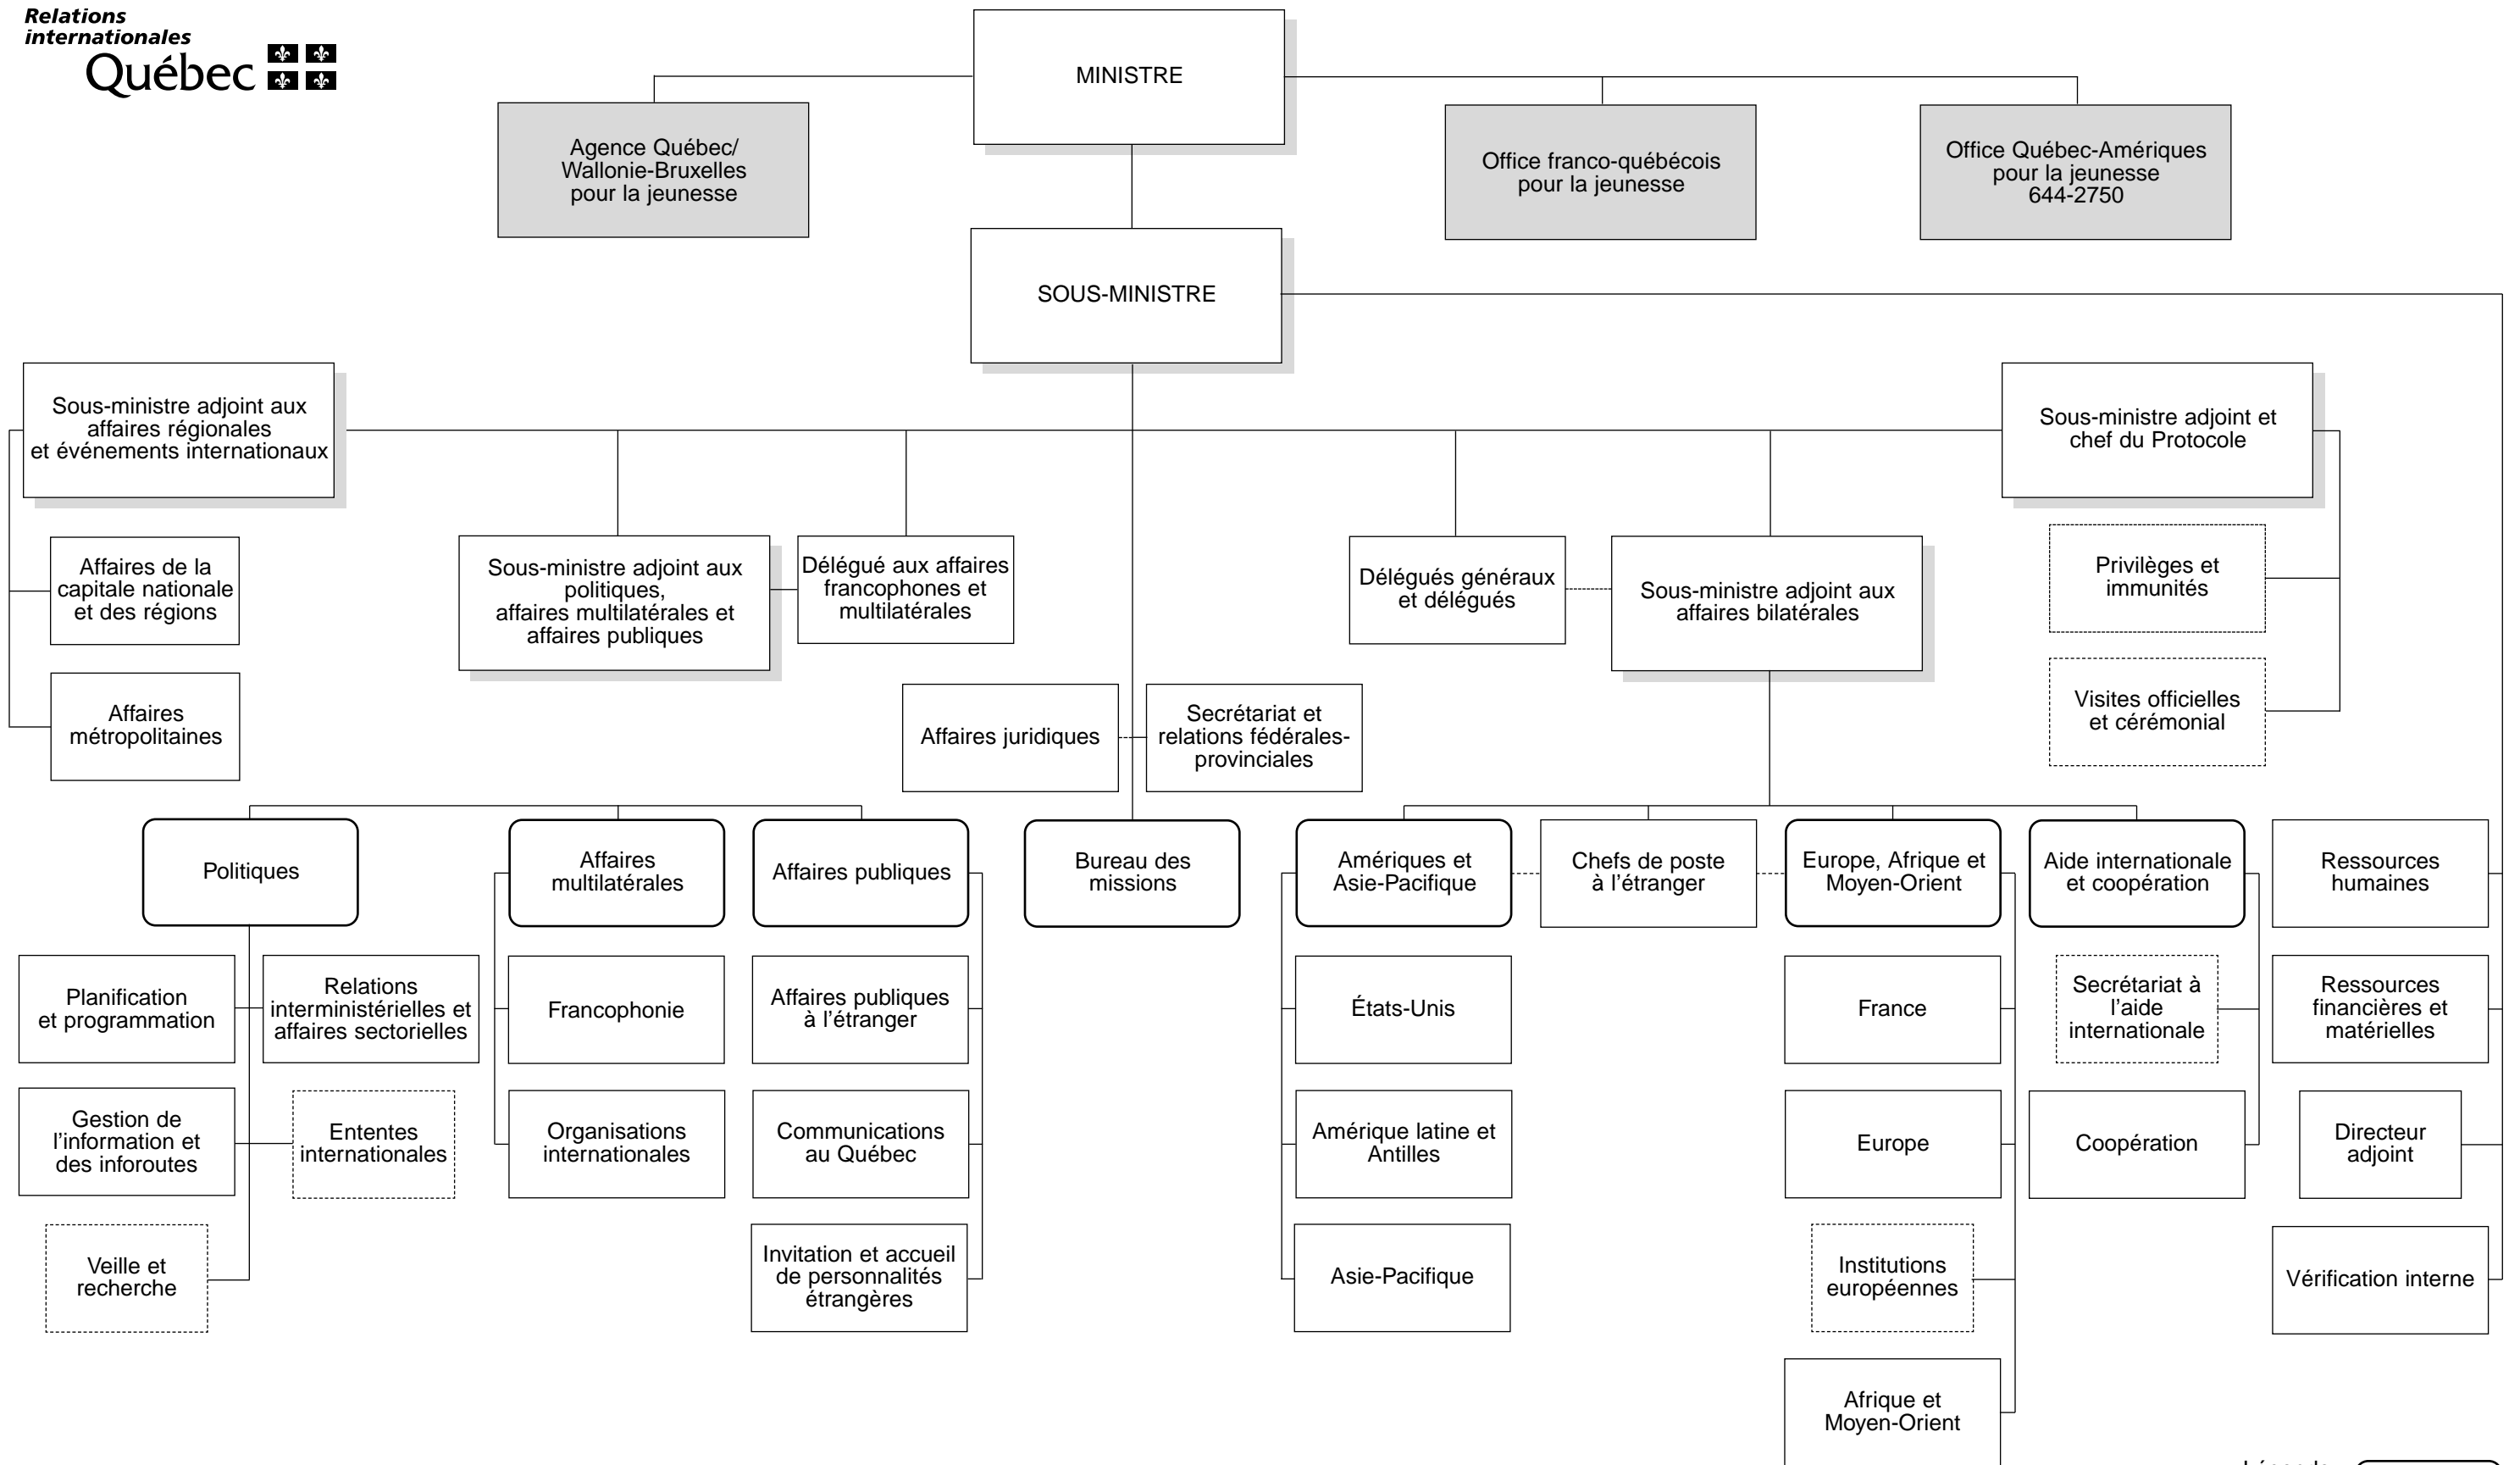 Relations
internationales
Québec
MINISTRE
Agence Québec/
Wallonie-Bruxelles
pour la jeunesse
Office franco-québécois
pour la jeunesse
Office Québec-Amériques
pour la jeunesse
644-2750
SOUS-MINISTRE
Sous-ministre adjoint aux
affaires régionales
et événements internationaux
Sous-ministre adjoint et
chef du Protocole
Affaires de la
capitale nationale
et des régions
Sous-ministre adjoint aux
politiques,
affaires multilatérales et
affaires publiques
Délégué aux affaires
francophones et
multilatérales
Délégués généraux
et délégués
Sous-ministre adjoint aux
affaires bilatérales
Privilèges et
immunités
Affaires
métropolitaines
Affaires juridiques
Secrétariat et
relations fédérales-
provinciales
Visites officielles
et cérémonial
Politiques
Affaires
multilatérales
Affaires publiques
Bureau des
missions
Amériques et
Asie-Pacifique
Chefs de poste
à l'étranger
Europe, Afrique et
Moyen-Orient
Aide internationale
et coopération
Ressources
humaines
Planification
et programmation
Relations
interministérielles et
affaires sectorielles
Francophonie
Affaires publiques
à l'étranger
États-Unis
France
Secrétariat à
l'aide
internationale
Ressources
financières et
matérielles
Gestion de
l'information et
des inforoutes
Ententes
internationales
Organisations
internationales
Communications
au Québec
Amérique latine et
Antilles
Europe
Coopération
Directeur
adjoint
Veille et
recherche
Invitation et accueil
de personnalités
étrangères
Asie-Pacifique
Institutions
européennes
Vérification interne
Afrique et
Moyen-Orient